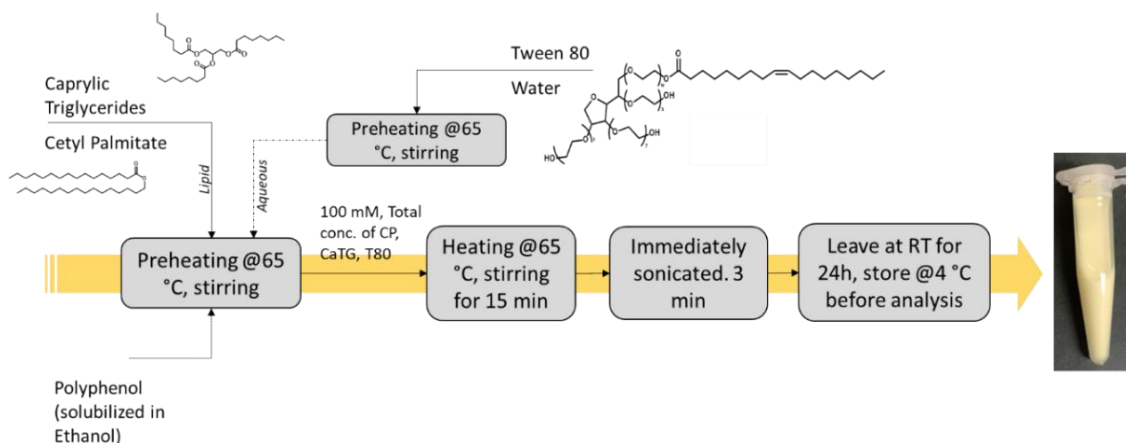 Caprylic
Triglycerides
Cetyl Palmitate
Tween 80
Water
Preheating @65
°C, stirring
Lipid
Aqueous
Preheating @65
°C, stirring
100 mM, Total
conc. of CP,
CaTG, T80
Heating @65
°C, stirring
for 15 min
Immediately
sonicated. 3
min
Leave at RT for
24h, store @4 °C
before analysis
Polyphenol
(solubilized in
Ethanol)